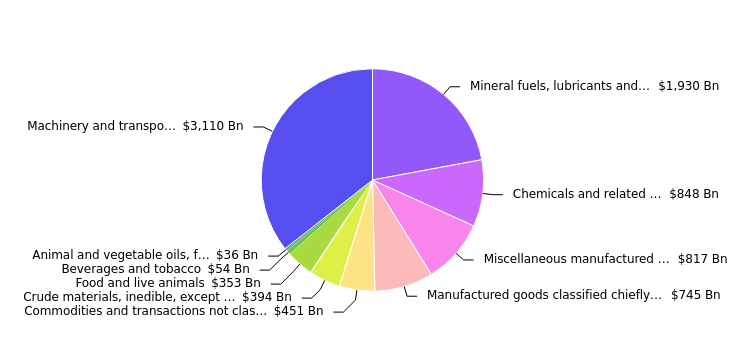 Mineral fuels, lubricants and... $1,930 Bn
Machinery and transpo... $3,110 Bn
Chemicals and related ... $848 Bn
Animal and vegetable oils, f... $36 Bn
Miscellaneous manufactured ... $817 Bn
Beverages and tobacco $54 Bn
Food and live animals $353 Bn
Manufactured goods classified chiefly... $745 Bn
Crude materials, inedible, except ... $394 Bn
Commodities and transactions not clas... $451 Bn